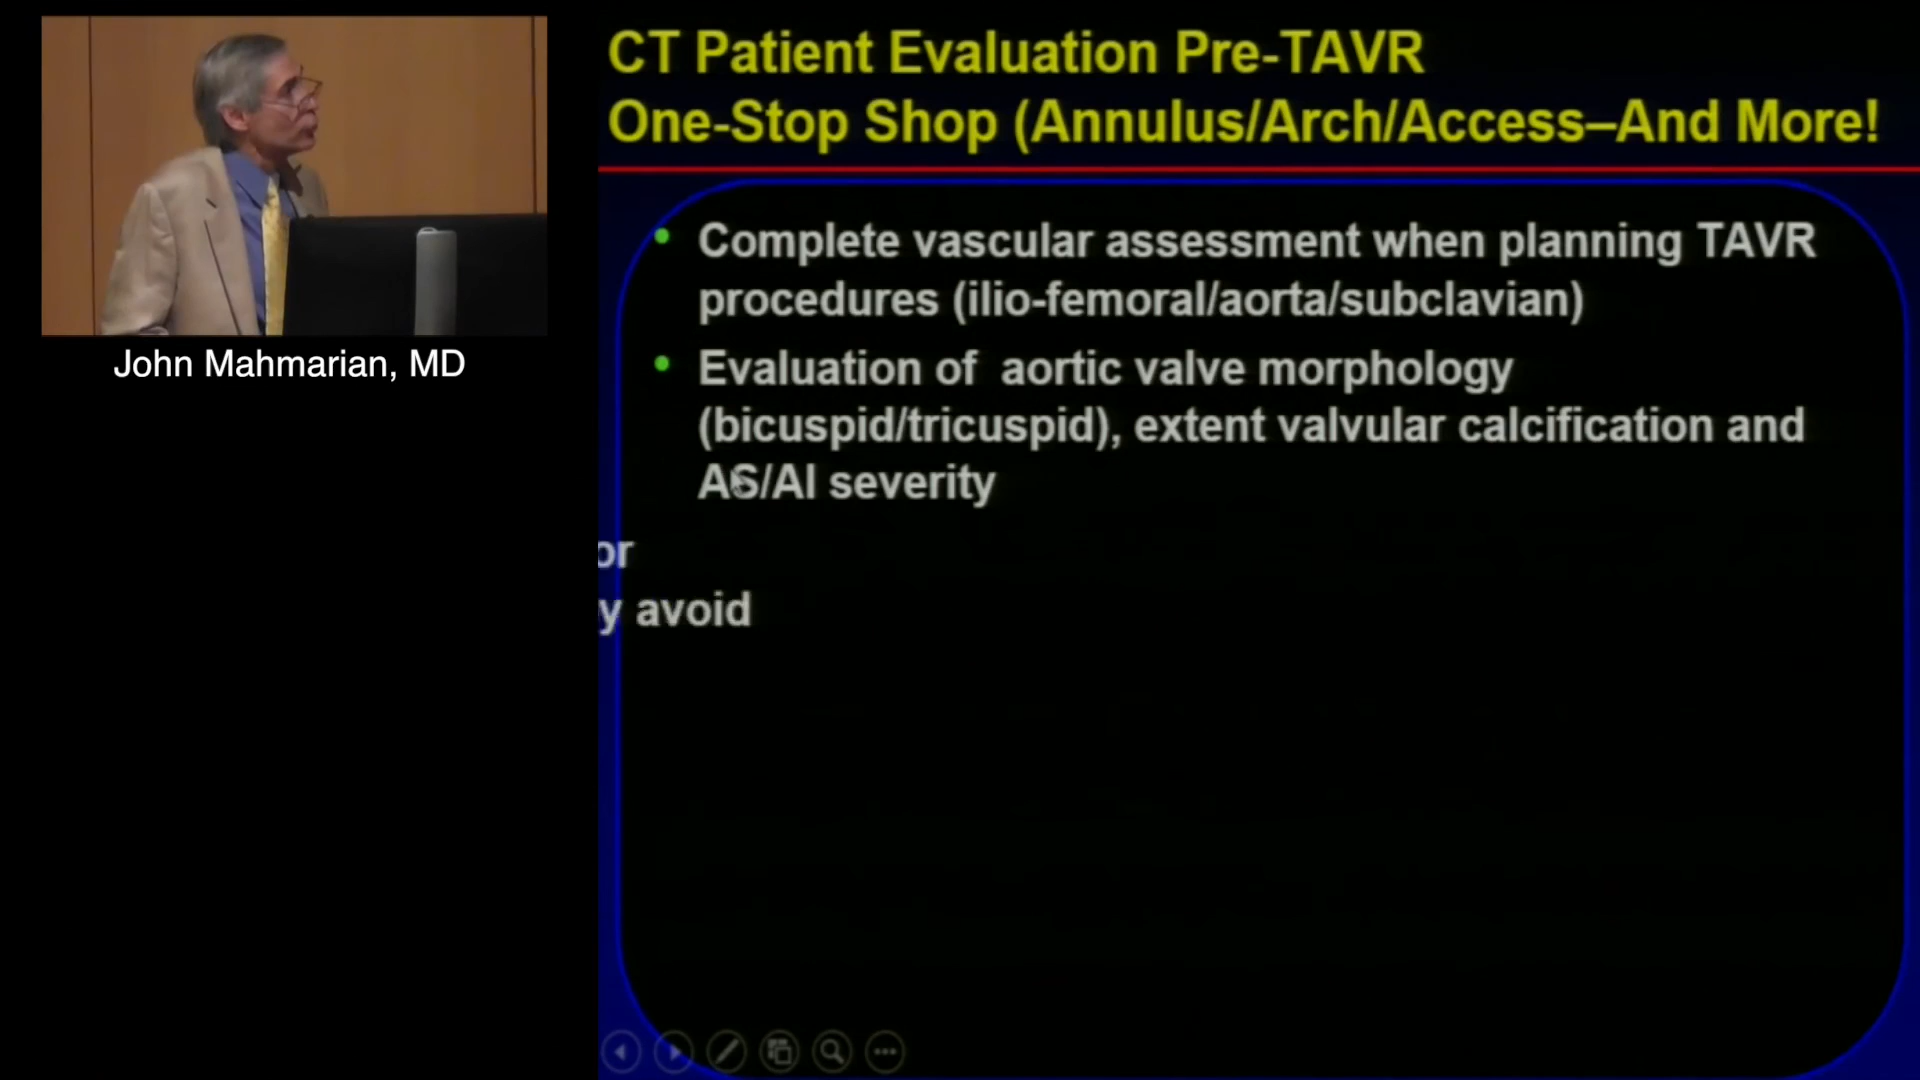 CT Patient Evaluation Pre-TAVR
One-Stop Shop (Annulus/Arch/Access–And More!
John Mahmarian, MD
Complete vascular assessment when planning TAVR
procedures (ilio-femoral/aorta/subclavian)
Evaluation of aortic valve morphology
(bicuspid/tricuspid), extent valvular calcification and
AS/AI severity
or
y avoid